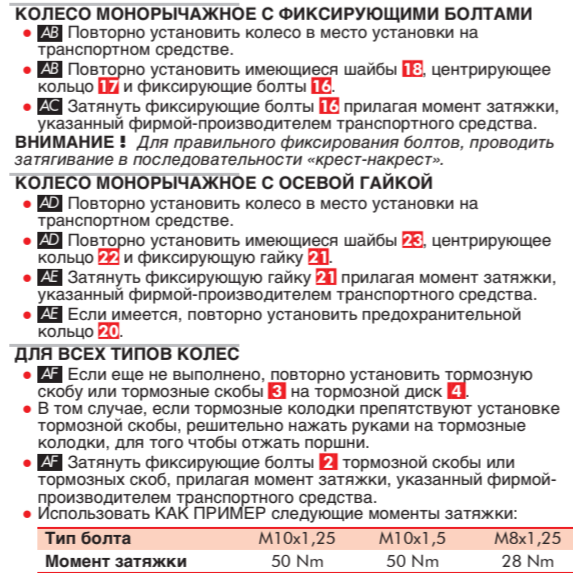 КОЛЕСО МОНОРЫЧАЖНОЕ С ФИКСИРУЮЩИМИ БОЛТАМИ
● AB Повторно установить колесо в место установки на
транспортном средстве.
● AB Повторно установить имеющиеся шайбы 18, центрирующее
кольцо 17 и фиксирующие болты 16.
● AC Затянуть фиксирующие болты 16 прилагая момент затяжки,
указанный фирмой-производителем транспортного средства.
ВНИМАНИЕ ! Для правильного фиксирования болтов, проводить
затягивание в последовательности «крест-накрест».
КОЛЕСО МОНОРЫЧАЖНОЕ С ОСЕВОЙ ГАЙКОЙ
● AD Повторно установить колесо в место установки на
транспортном средстве.
● AD Повторно установить имеющиеся шайбы 23, центрирующее
кольцо 22 и фиксирующую гайку 21.
● AE Затянуть фиксирующую гайку 21 прилагая момент затяжки,
указанный фирмой-производителем транспортного средства.
● AE Если имеется, повторно установить предохранительной
кольцо 20.
ДЛЯ ВСЕХ ТИПОВ КОЛЕС
● AF Если еще не выполнено, повторно установить тормозную
скобу или тормозные скобы 3 на тормозной диск 4.
● В том случае, если тормозные колодки препятствуют установке
тормозной скобы, решительно нажать руками на тормозные
колодки, для того чтобы отжать поршни.
● AF Затянуть фиксирующие болты 2 тормозной скобы или
тормозных скоб, прилагая момент затяжки, указанный фирмой-
производителем транспортного средства.
● Использовать КАК ПРИМЕР следующие моменты затяжки:
Тип болта M10x1,25 M10x1,5 M8x1,25
Момент затяжки 50 Nm 50 Nm 28 Nm